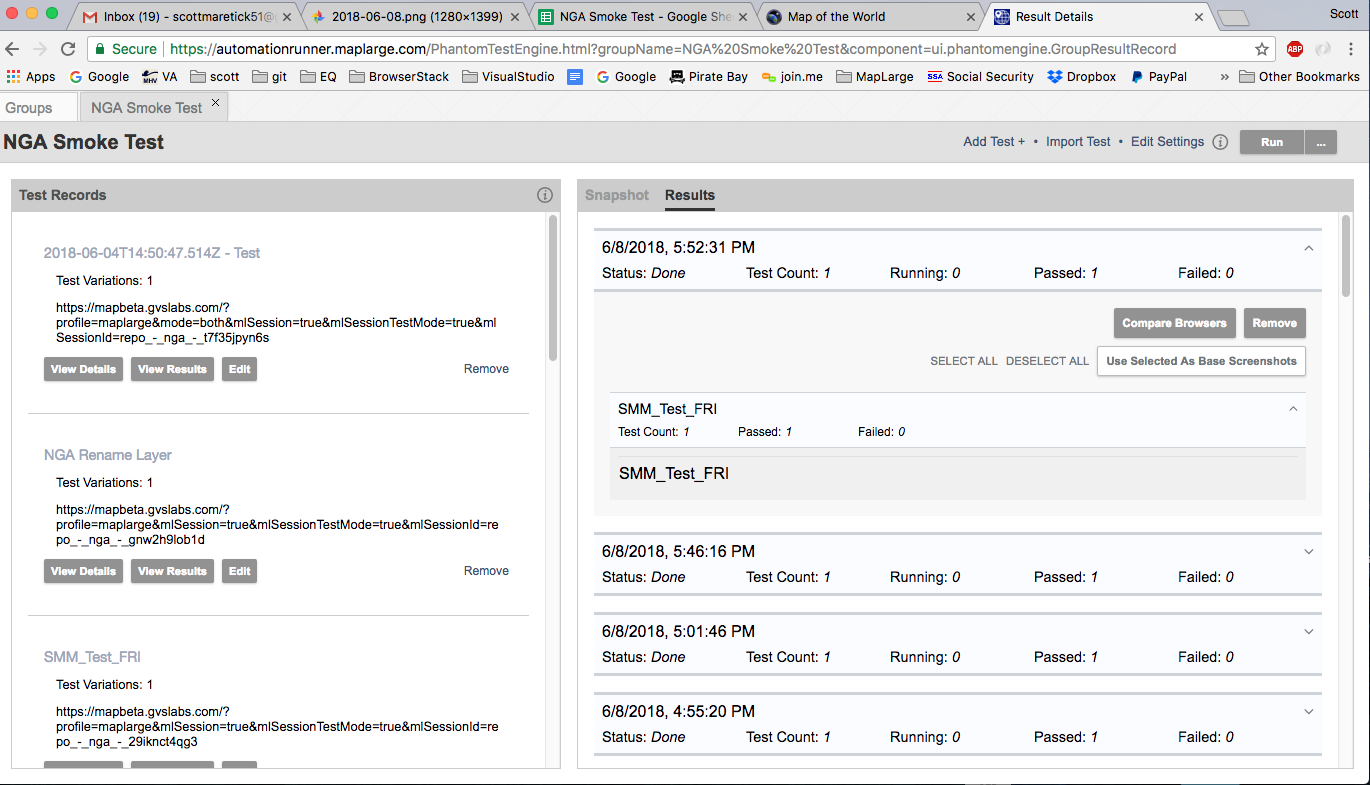 Inbox (19) - scottmaretick51@g
2018-06-08.png (1280×1399)
NGA Smoke Test - Google She
Map of the World
Result Details
Scott
Secure
https://automationrunner.maplarge.com/PhantomTestEngine.html?groupName=NGA%20Smoke%20Test&component=ui.phantomengine.GroupResultRecord
ABP
Apps
Google
MHV
VA
scott
git
EQ
BrowserStack
VisualStudio
Google
Pirate Bay
join.me
MapLarge
SSA
Social Security
Dropbox
PayPal
»
Other Bookmarks
Groups
NGA Smoke Test
NGA Smoke Test
Add Test + • Import Test • Edit Settings
Run
...
Test Records
2018-06-04T14:50:47.514Z - Test
Test Variations: 1
https://mapbeta.gvslabs.com/?
profile=maplarge&mode=both&mlSession=true&mlSessionTestMode=true&ml
SessionId=repo_-_nga_-_t7f35jpyn6s
View Details
View Results
Edit
Remove
NGA Rename Layer
Test Variations: 1
https://mapbeta.gvslabs.com/?
profile=maplarge&mlSession=true&mlSessionTestMode=true&mlSessionId=re
po_-_nga_-_gnw2h9lob1d
View Details
View Results
Edit
Remove
SMM_Test_FRI
Test Variations: 1
https://mapbeta.gvslabs.com/?
profile=maplarge&mlSession=true&mlSessionTestMode=true&mlSessionId=re
po_-_nga_-_29iknct4qg3
Snapshot
Results
6/8/2018, 5:52:31 PM
Status: Done Test Count: 1 Running: 0 Passed: 1 Failed: 0
Compare Browsers
Remove
SELECT ALL
DESELECT ALL
Use Selected As Base Screenshots
SMM_Test_FRI
Test Count: 1 Passed: 1 Failed: 0
SMM_Test_FRI
6/8/2018, 5:46:16 PM
Status: Done Test Count: 1 Running: 0 Passed: 1 Failed: 0
6/8/2018, 5:01:46 PM
Status: Done Test Count: 1 Running: 0 Passed: 1 Failed: 0
6/8/2018, 4:55:20 PM
Status: Done Test Count: 1 Running: 0 Passed: 1 Failed: 0